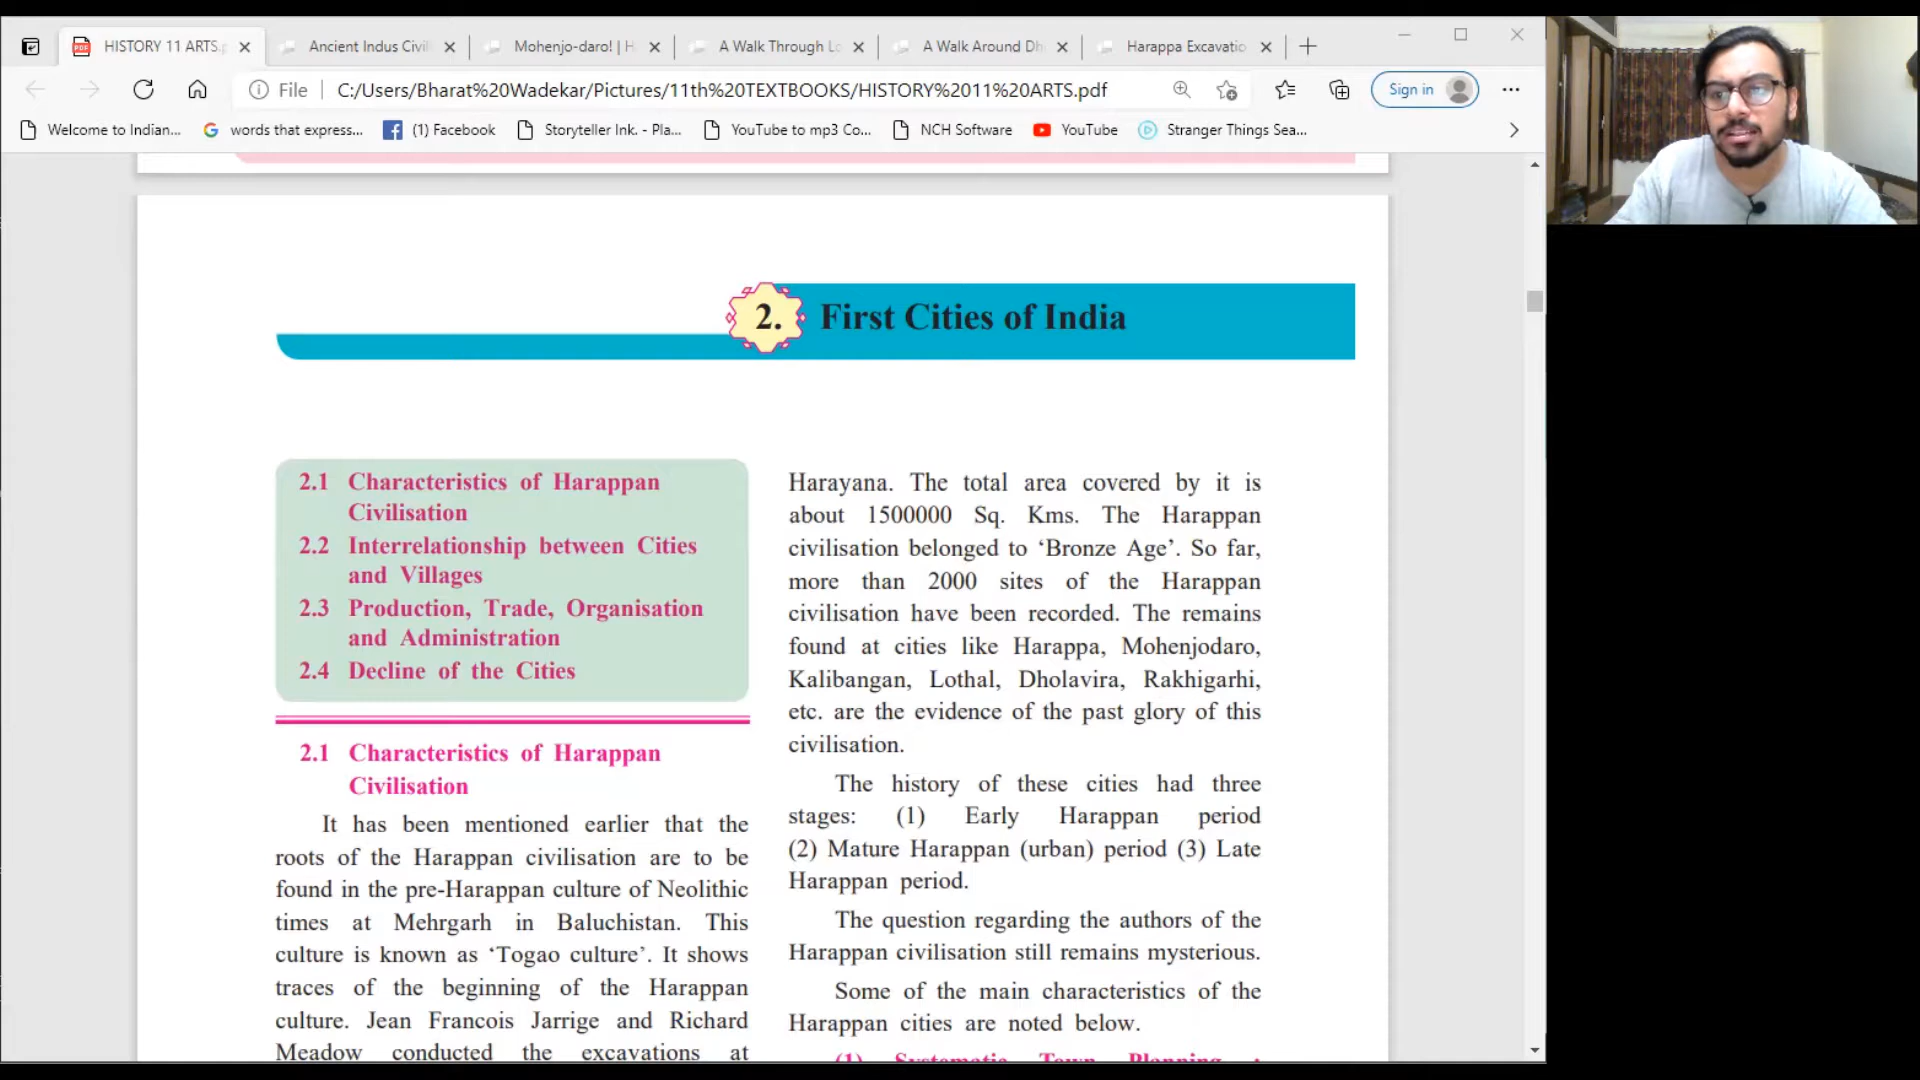 HISTORY 11 ARTS.p
Ancient Indus Civil
Mohenjo-daro! | H
A Walk Through Lo
A Walk Around Dh
Harappa Excavatio
File
C:/Users/Bharat%20Wadekar/Pictures/11th%20TEXTBOOKS/HISTORY%2011%20ARTS.pdf
Sign in
Welcome to Indian...
words that express...
(1) Facebook
Storyteller Ink. - Pla...
YouTube to mp3 Co...
NCH Software
YouTube
Stranger Things Sea...
2. First Cities of India
2.1 Characteristics of Harappan
Civilisation
2.2 Interrelationship between Cities
and Villages
2.3 Production, Trade, Organisation
and Administration
2.4 Decline of the Cities
2.1 Characteristics of Harappan
Civilisation
It has been mentioned earlier that the
roots of the Harappan civilisation are to be
found in the pre-Harappan culture of Neolithic
times at Mehrgarh in Baluchistan. This
culture is known as ‘Togao culture’. It shows
traces of the beginning of the Harappan
culture. Jean Francois Jarrige and Richard
Meadow conducted the excavations at
Harayana. The total area covered by it is
about 1500000 Sq. Kms. The Harappan
civilisation belonged to ‘Bronze Age’. So far,
more than 2000 sites of the Harappan
civilisation have been recorded. The remains
found at cities like Harappa, Mohenjodaro,
Kalibangan, Lothal, Dholavira, Rakhigarhi,
etc. are the evidence of the past glory of this
civilisation.
The history of these cities had three
stages: (1) Early Harappan period
(2) Mature Harappan (urban) period (3) Late
Harappan period.
The question regarding the authors of the
Harappan civilisation still remains mysterious.
Some of the main characteristics of the
Harappan cities are noted below.
(1) Systematic Town Planning :